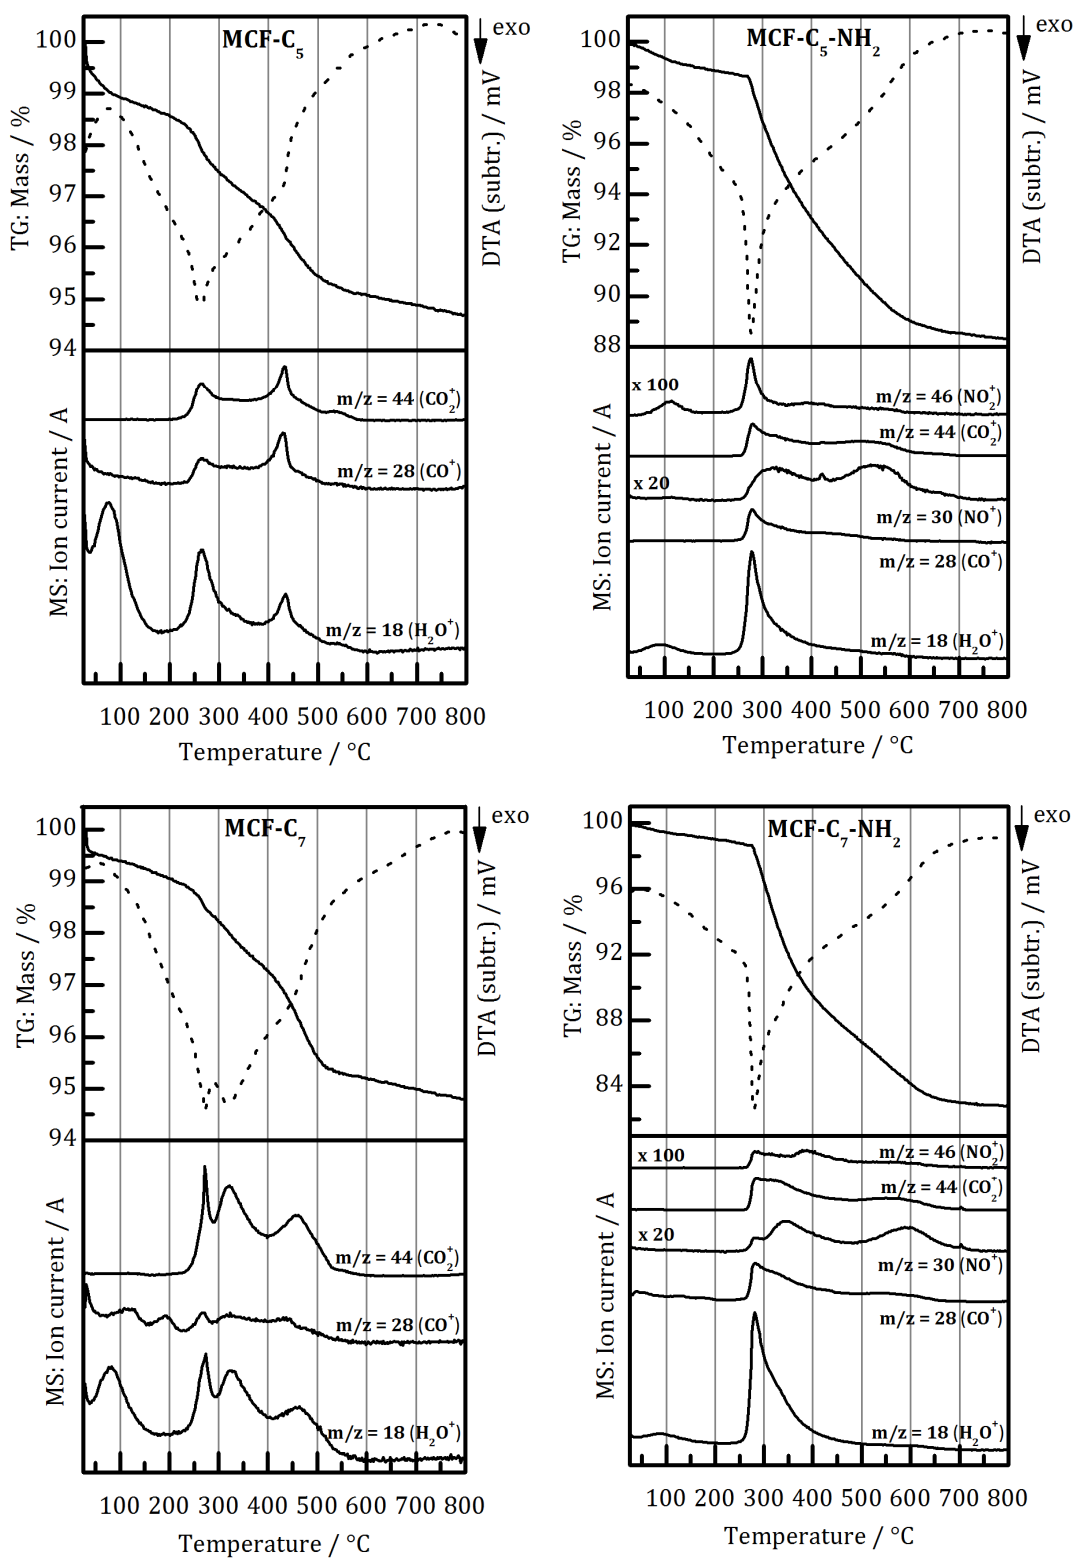 MCF-C5
exo
100
99
98
97
96
95
94
TG: Mass / %
DTA (subtr.) / mV
m/z = 44 (CO2+)
m/z = 28 (CO+)
m/z = 18 (H2O+)
MS: Ion current / A
100 200 300 400 500 600 700 800
Temperature / °C
MCF-C5-NH2
exo
100
98
96
94
92
90
88
TG: Mass / %
DTA (subtr.) / mV
x 100
m/z = 46 (NO2+)
m/z = 44 (CO2+)
x 20
m/z = 30 (NO+)
m/z = 28 (CO+)
m/z = 18 (H2O+)
MS: Ion current / A
100 200 300 400 500 600 700 800
Temperature / °C
MCF-C7
exo
100
99
98
97
96
95
94
TG: Mass / %
DTA (subtr.) / mV
m/z = 44 (CO2+)
m/z = 28 (CO+)
m/z = 18 (H2O+)
MS: Ion current / A
100 200 300 400 500 600 700 800
Temperature / °C
MCF-C7-NH2
exo
100
96
92
88
84
TG: Mass / %
DTA (subtr.) / mV
x 100
m/z = 46 (NO2+)
m/z = 44 (CO2+)
x 20
m/z = 30 (NO+)
m/z = 28 (CO+)
m/z = 18 (H2O+)
MS: Ion current / A
100 200 300 400 500 600 700 800
Temperature / °C